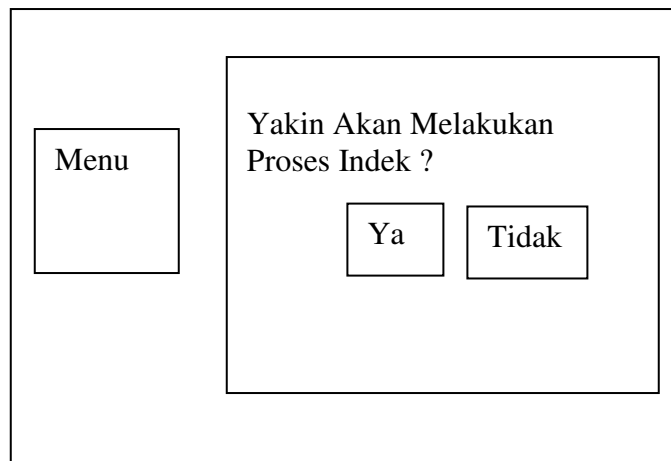 Menu
Yakin Akan Melakukan
Proses Indek ?
Ya
Tidak